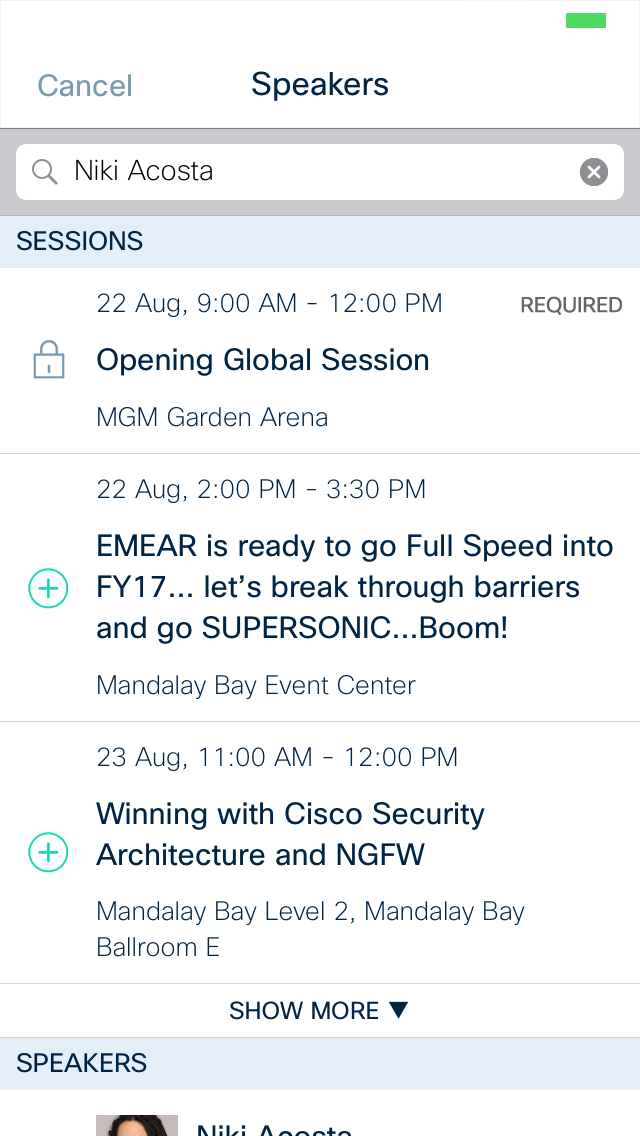 Cancel
Speakers
Niki Acosta
SESSIONS
22 Aug, 9:00 AM - 12:00 PM
REQUIRED
Opening Global Session
MGM Garden Arena
22 Aug, 2:00 PM - 3:30 PM
EMEAR is ready to go Full Speed into
FY17... let's break through barriers
and go SUPERSONIC...Boom!
Mandalay Bay Event Center
23 Aug, 11:00 AM - 12:00 PM
Winning with Cisco Security
Architecture and NGFW
Mandalay Bay Level 2, Mandalay Bay
Ballroom E
SHOW MORE ▼
SPEAKERS
Niki Acosta